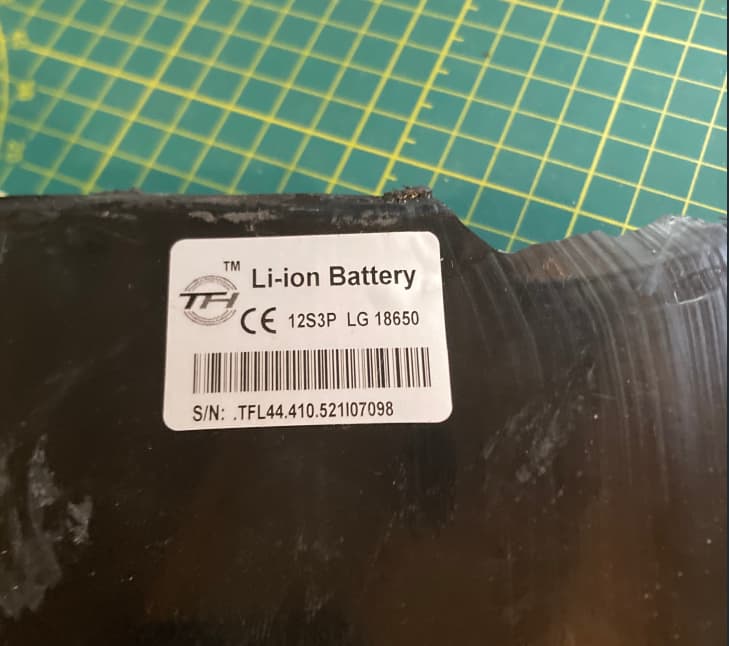 TM
TFH
Li-ion Battery
CE 12S3P LG 18650
S/N: .TFL44.410.521I07098